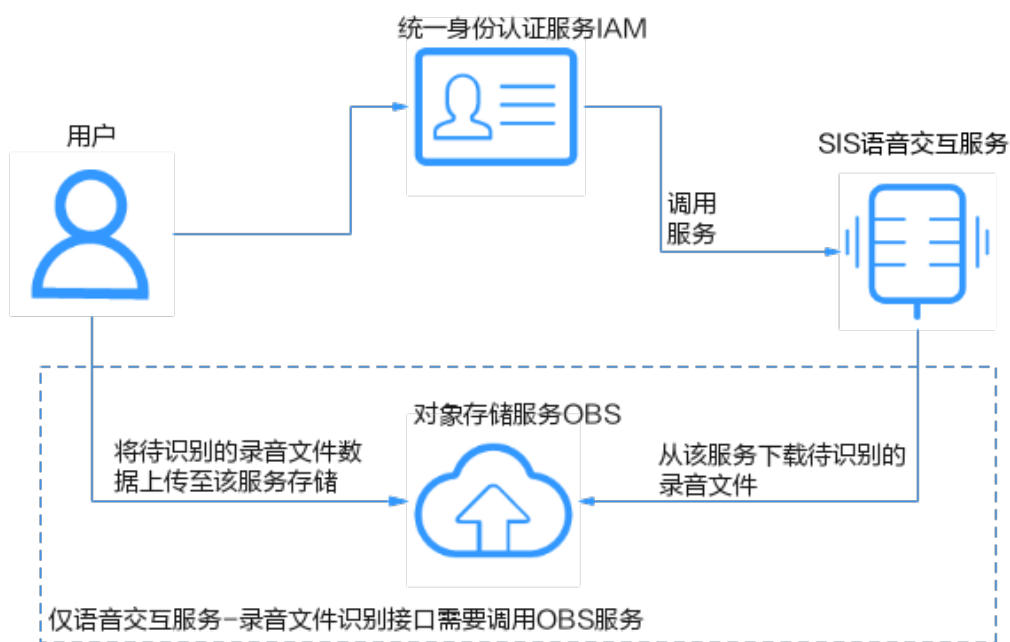 统一身份认证服务IAM
用户
SIS语音交互服务
调用
服务
对象存储服务OBS
将待识别的录音文件数
据上传至该服务存储
从该服务下载待识别的
录音文件
仅语音交互服务-录音文件识别接口需要调用OBS服务